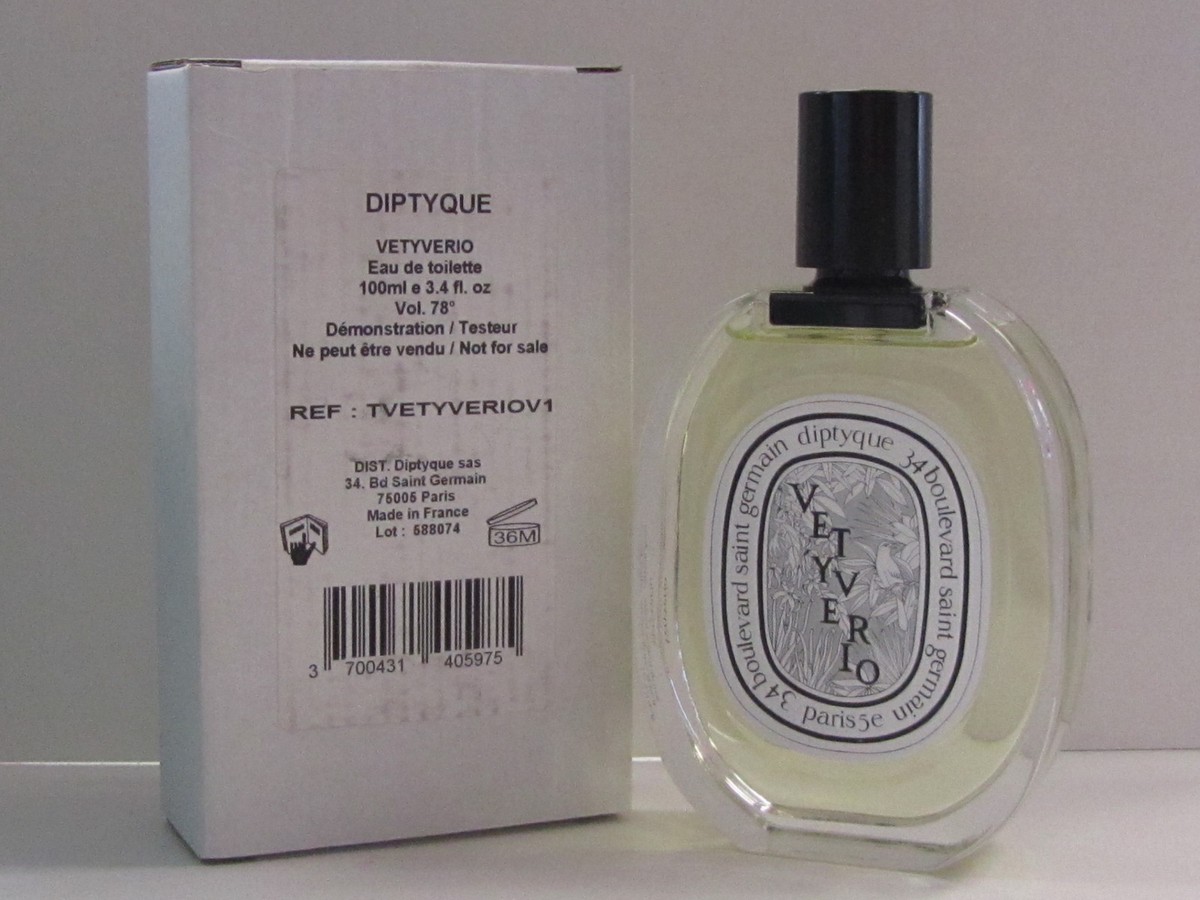 DIPTYQUE
VETYVERIO
Eau de toilette
100ml e 3.4 fl. oz
Vol. 78°
Démonstration / Testeur
Ne peut être vendu / Not for sale
REF : TVETYVERIOV1
DIST. Diptyque sas
34. Bd Saint Germain
75005 Paris
Made in France
Lot : 588074
36M
3 700431 405975
34 boulevard saint germain diptyque 34 boulevard saint germain paris5e
VETYVERIO